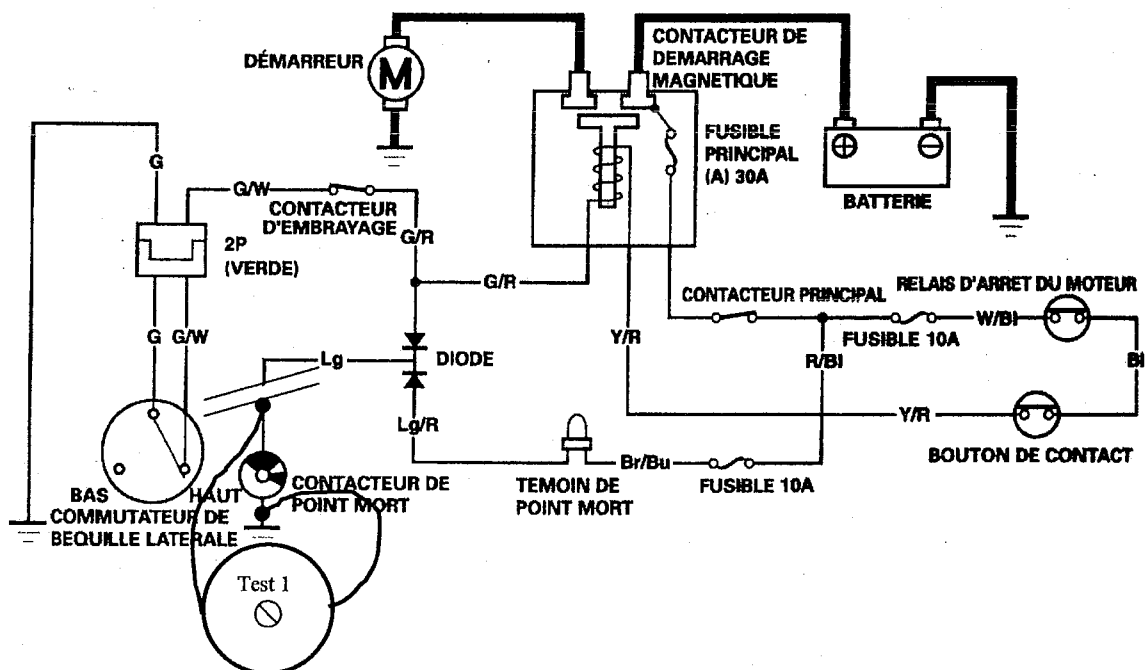 CONTACTEUR DE
DEMARRAGE
MAGNETIQUE
DÉMARREUR
M
FUSIBLE
PRINCIPAL
(A) 30A
BATTERIE
G
G/W
CONTACTEUR
D'EMBRAYAGE
G/R
2P
(VERDE)
G/R
G
G/W
Y/R
CONTACTEUR PRINCIPAL
RELAIS D'ARRET DU MOTEUR
FUSIBLE 10A
W/Bl
R/Bl
Bl
Lg
DIODE
Lg/R
Y/R
BOUTON DE CONTACT
Br/Bu
FUSIBLE 10A
TEMOIN DE
POINT MORT
BAS
HAUT
COMMUTATEUR DE
BEQUILLE LATERALE
CONTACTEUR DE
POINT MORT
Test 1